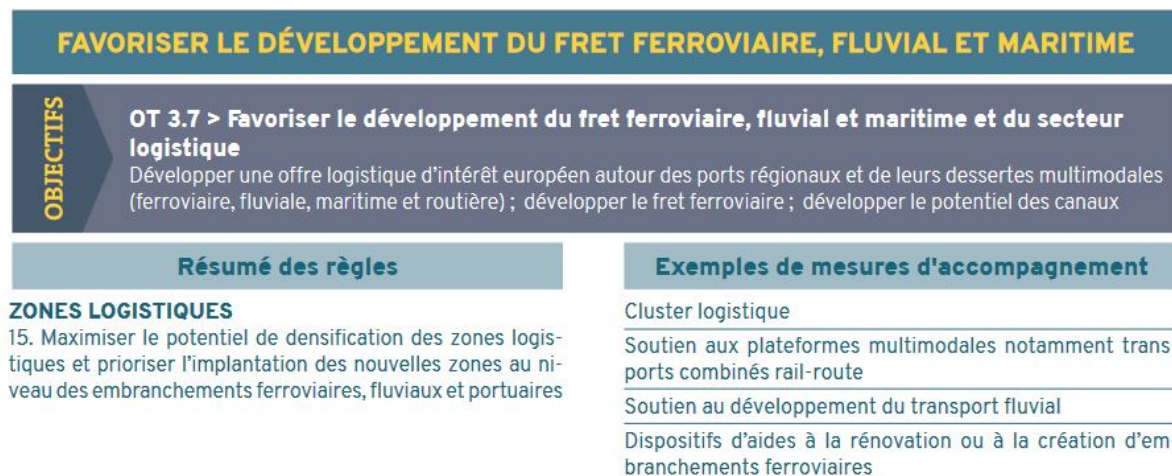 FAVORISER LE DÉVELOPPEMENT DU FRET FERROVIAIRE, FLUVIAL ET MARITIME
OBJECTIFS
OT 3.7 > Favoriser le développement du fret ferroviaire, fluvial et maritime et du secteur
logistique
Développer une offre logistique d'intérêt européen autour des ports régionaux et de leurs dessertes multimodales
(ferroviaire, fluviale, maritime et routière) ; développer le fret ferroviaire ; développer le potentiel des canaux
Résumé des règles
ZONES LOGISTIQUES
15. Maximiser le potentiel de densification des zones logis-
tiques et prioriser l'implantation des nouvelles zones au ni-
veau des embranchements ferroviaires, fluviaux et portuaires
Exemples de mesures d'accompagnement
Cluster logistique
Soutien aux plateformes multimodales notamment trans-
ports combinés rail-route
Soutien au développement du transport fluvial
Dispositifs d'aides à la rénovation ou à la création d'em-
branchements ferroviaires